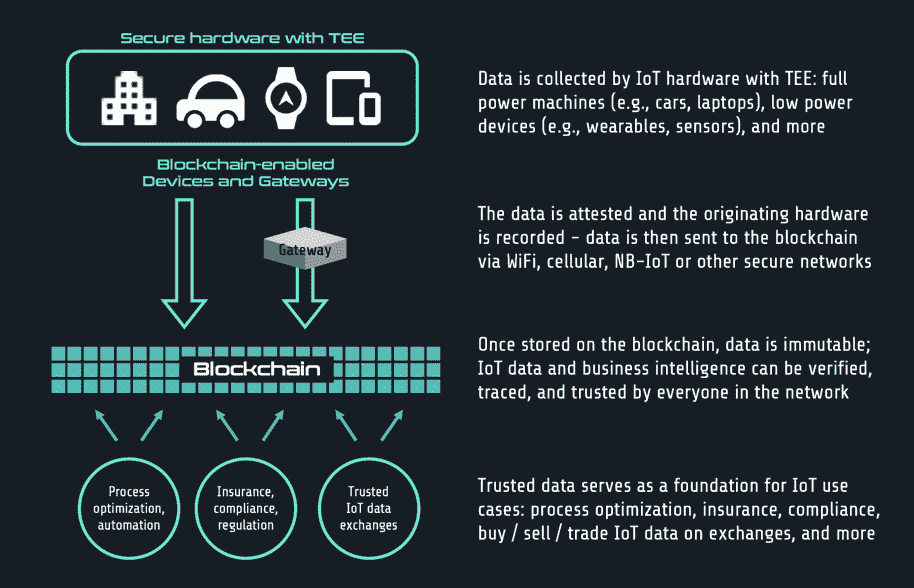 Secure hardware with TEE
Data is collected by IoT hardware with TEE: full
power machines (e.g., cars, laptops), low power
devices (e.g., wearables, sensors), and more
Blockchain-enabled
Devices and Gateways
Gateway
The data is attested and the originating hardware
is recorded – data is then sent to the blockchain
via WiFi, cellular, NB-IoT or other secure networks
Blockchain
Once stored on the blockchain, data is immutable;
IoT data and business intelligence can be verified,
traced, and trusted by everyone in the network
Process
optimization,
automation
Insurance,
compliance,
regulation
Trusted
IoT data
exchanges
Trusted data serves as a foundation for IoT use
cases: process optimization, insurance, compliance,
buy / sell / trade IoT data on exchanges, and more